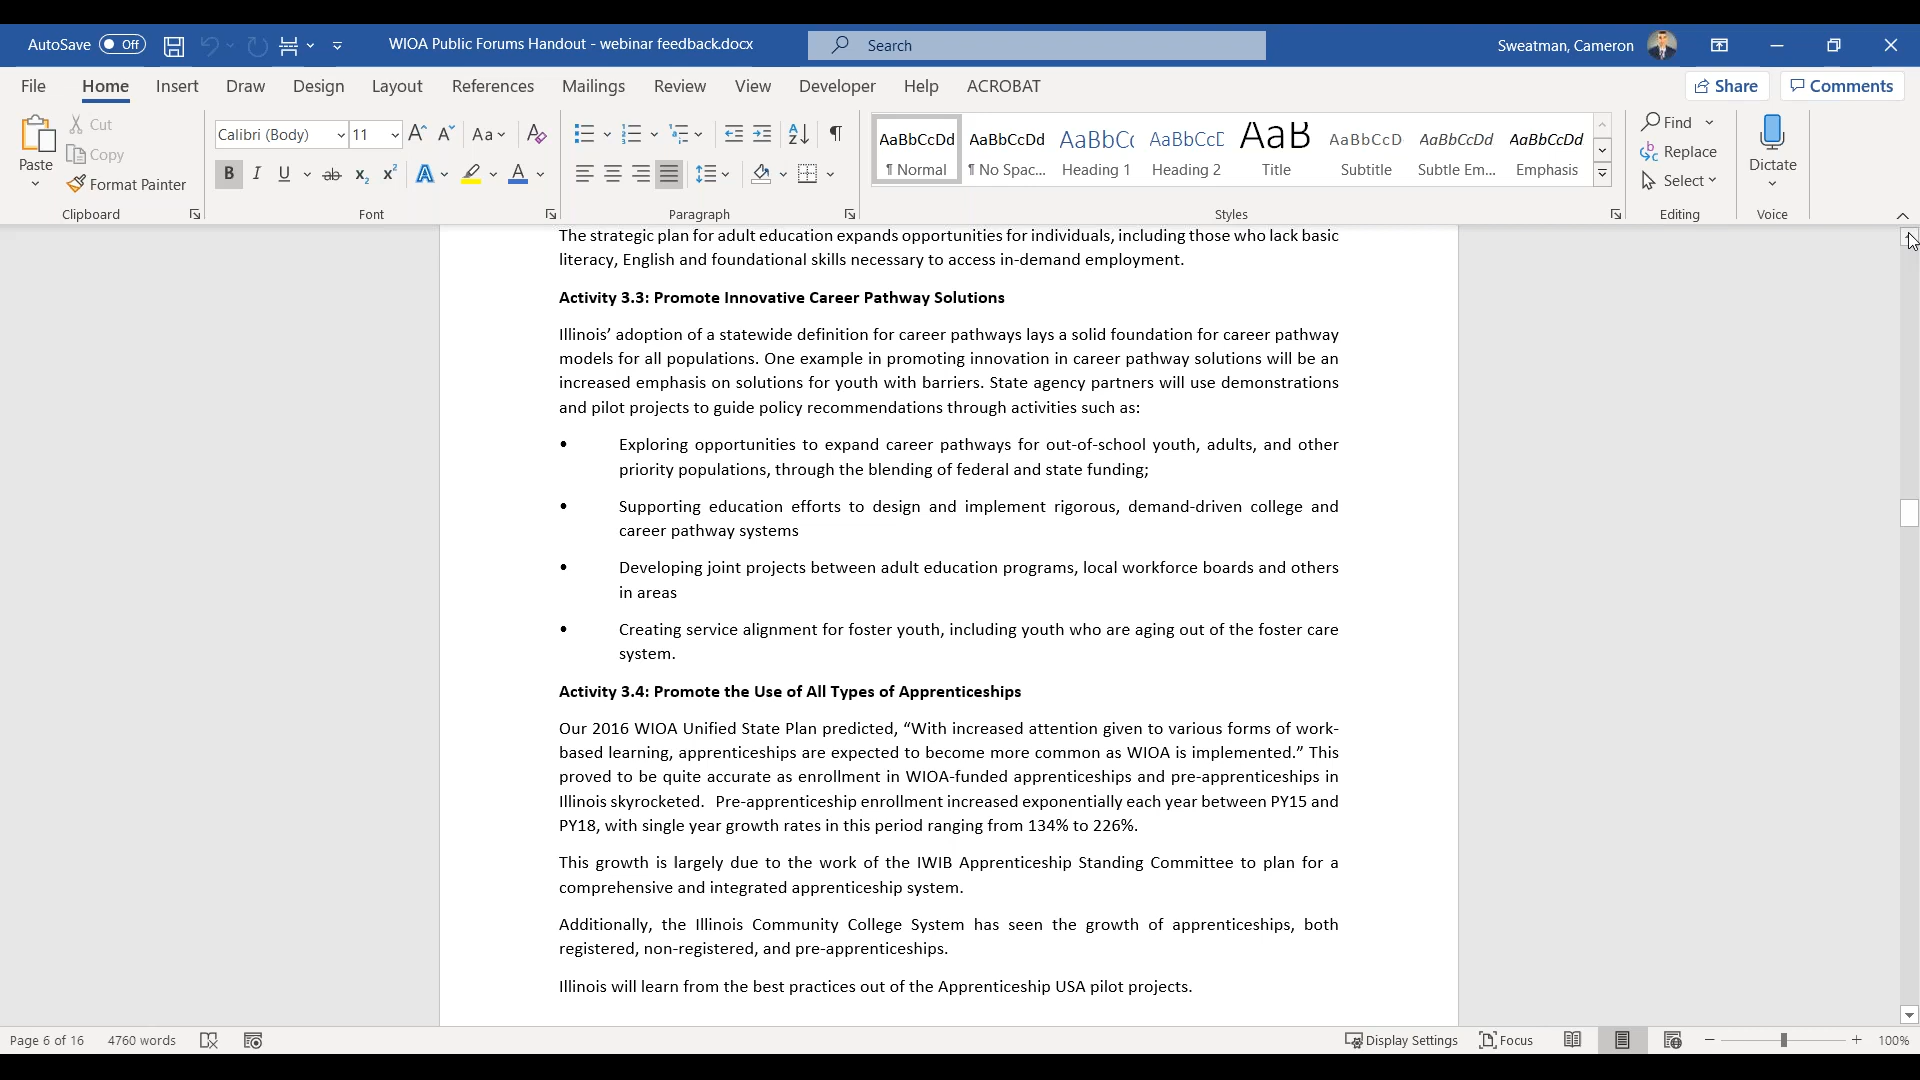 AutoSave Off WIOA Public Forums Handout - webinar feedback.docx Search Sweatman, Cameron
File Home Insert Draw Design Layout References Mailings Review View Developer Help ACROBAT Share Comments
Paste
Cut
Copy
Format Painter
Clipboard
Calibri (Body) 11 A^ A˅ Aa A
B I U ab x₂ x² A A
Font
Paragraph
AaBbCcDd AaBbCcDd AaBbC( AaBbCcC AaB AaBbCcD AaBbCcDd AaBbCcDd
¶ Normal ¶ No Spac... Heading 1 Heading 2 Title Subtitle Subtle Em... Emphasis
Styles
Find
Replace
Select
Editing
Dictate
Voice
The strategic plan for adult education expands opportunities for individuals, including those who lack basic
literacy, English and foundational skills necessary to access in-demand employment.
Activity 3.3: Promote Innovative Career Pathway Solutions
Illinois’ adoption of a statewide definition for career pathways lays a solid foundation for career pathway
models for all populations. One example in promoting innovation in career pathway solutions will be an
increased emphasis on solutions for youth with barriers. State agency partners will use demonstrations
and pilot projects to guide policy recommendations through activities such as:
• Exploring opportunities to expand career pathways for out-of-school youth, adults, and other
priority populations, through the blending of federal and state funding;
• Supporting education efforts to design and implement rigorous, demand-driven college and
career pathway systems
• Developing joint projects between adult education programs, local workforce boards and others
in areas
• Creating service alignment for foster youth, including youth who are aging out of the foster care
system.
Activity 3.4: Promote the Use of All Types of Apprenticeships
Our 2016 WIOA Unified State Plan predicted, “With increased attention given to various forms of work-
based learning, apprenticeships are expected to become more common as WIOA is implemented.” This
proved to be quite accurate as enrollment in WIOA-funded apprenticeships and pre-apprenticeships in
Illinois skyrocketed.  Pre-apprenticeship enrollment increased exponentially each year between PY15 and
PY18, with single year growth rates in this period ranging from 134% to 226%.
This growth is largely due to the work of the IWIB Apprenticeship Standing Committee to plan for a
comprehensive and integrated apprenticeship system.
Additionally, the Illinois Community College System has seen the growth of apprenticeships, both
registered, non-registered, and pre-apprenticeships.
Illinois will learn from the best practices out of the Apprenticeship USA pilot projects.
Page 6 of 16 4760 words Display Settings Focus 100%